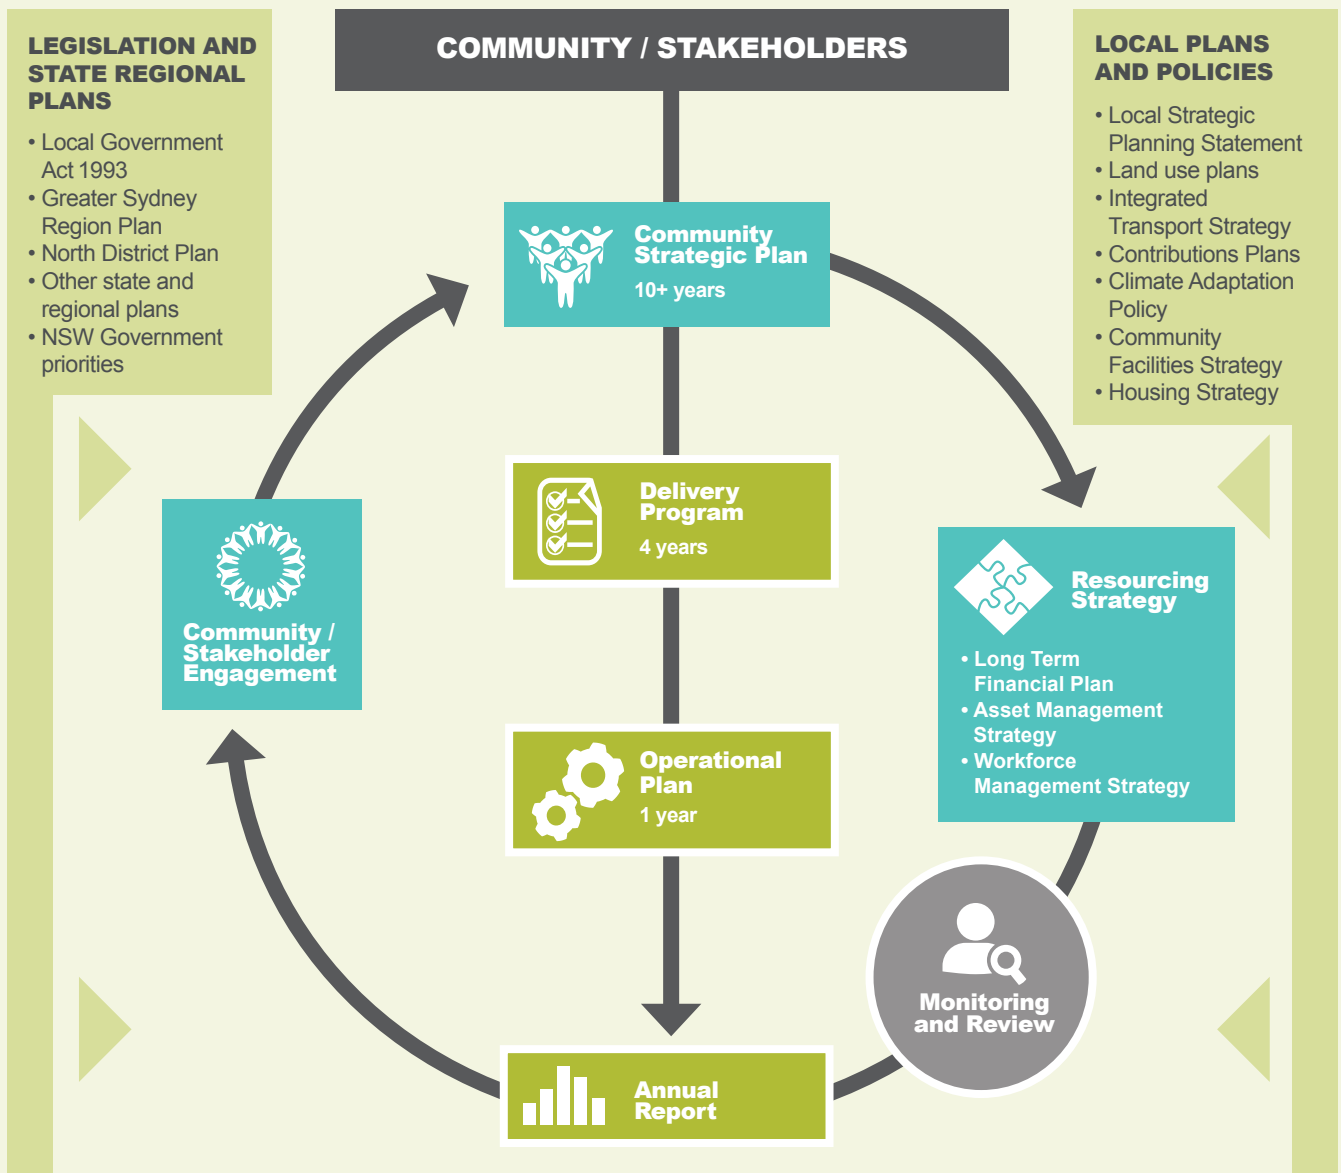 LEGISLATION AND
STATE REGIONAL
PLANS
• Local Government
Act 1993
• Greater Sydney
Region Plan
• North District Plan
• Other state and
regional plans
• NSW Government
priorities
COMMUNITY / STAKEHOLDERS
LOCAL PLANS
AND POLICIES
• Local Strategic
Planning Statement
• Land use plans
• Integrated
Transport Strategy
• Contributions Plans
• Climate Adaptation
Policy
• Community
Facilities Strategy
• Housing Strategy
Community
Strategic Plan
10+ years
Delivery
Program
4 years
Community /
Stakeholder
Engagement
Resourcing
Strategy
• Long Term
Financial Plan
• Asset Management
Strategy
• Workforce
Management Strategy
Operational
Plan
1 year
Monitoring
and Review
Annual
Report